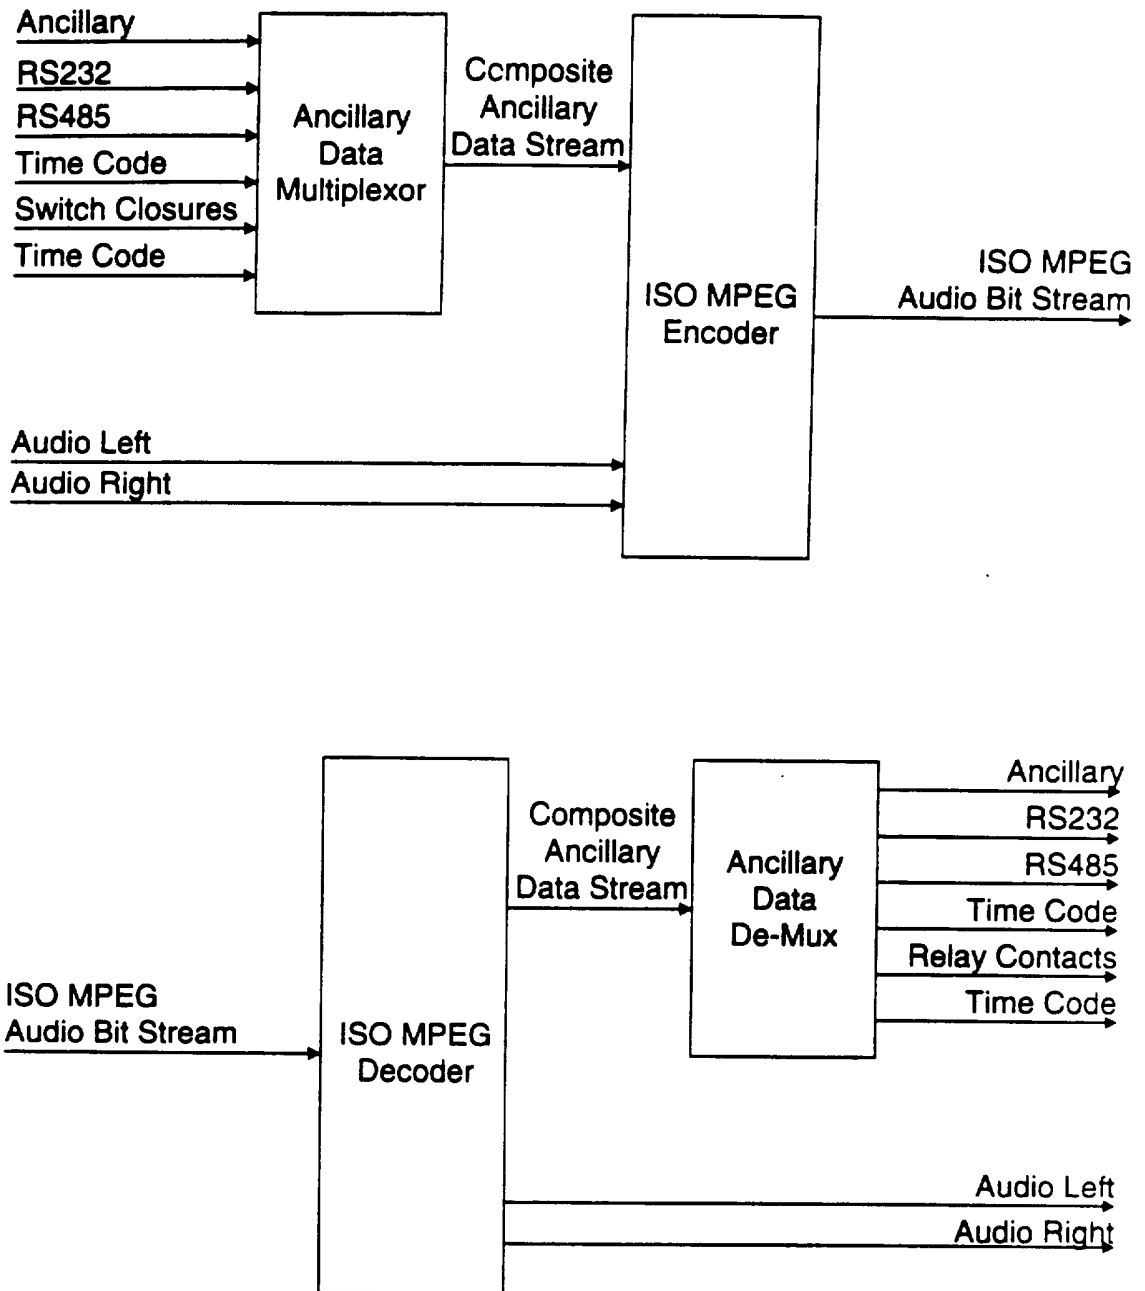 Ancillary
RS232
RS485
Time Code
Switch Closures
Time Code
Ancillary
Data
Multiplexor
Composite
Ancillary
Data Stream
ISO MPEG
Encoder
ISO MPEG
Audio Bit Stream
Audio Left
Audio Right
ISO MPEG
Audio Bit Stream
ISO MPEG
Decoder
Composite
Ancillary
Data Stream
Ancillary
Data
De-Mux
Ancillary
RS232
RS485
Time Code
Relay Contacts
Time Code
Audio Left
Audio Right